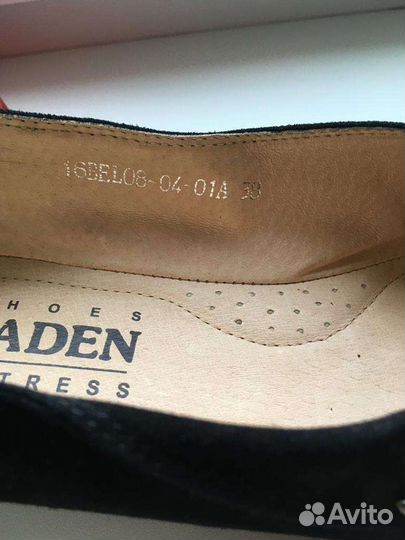 16BEL08-04-01A 38
HOES
ADEN
TRESS
Avito